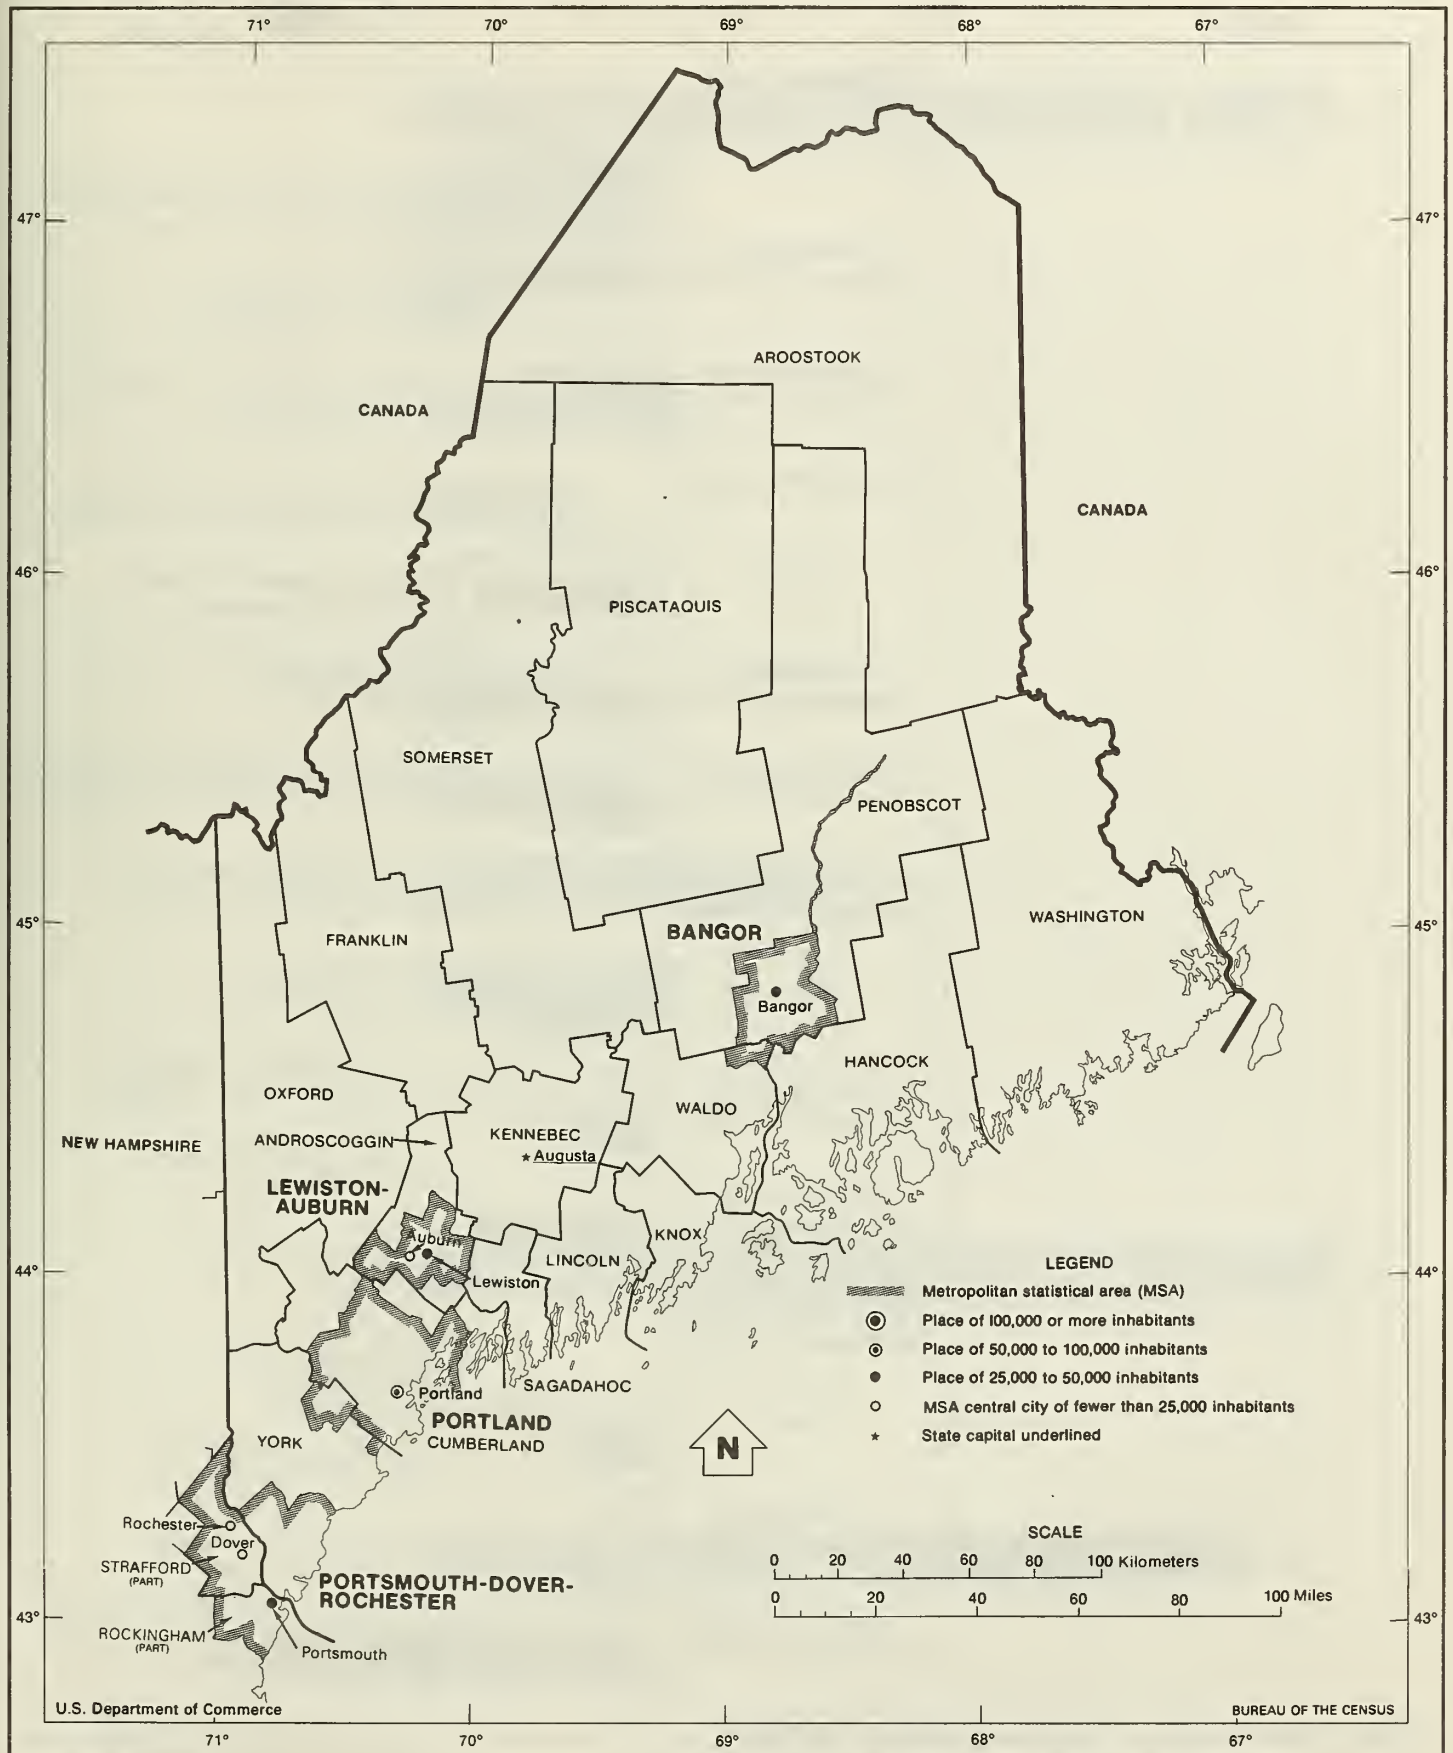 71° 70° 69° 68° 67°
47° 47°
AROOSTOOK
CANADA
CANADA
46° 46°
PISCATAQUIS
SOMERSET
PENOBSCOT
WASHINGTON
45° 45°
BANGOR
FRANKLIN
Bangor
HANCOCK
OXFORD
WALDO
KENNEBEC
ANDROSCOGGIN
NEW HAMPSHIRE
★ Augusta
LEWISTON-
AUBURN
KNOX
Auburn
LINCOLN
Lewiston
44° 44°
LEGEND
Metropolitan statistical area (MSA)
Place of 100,000 or more inhabitants
Place of 50,000 to 100,000 inhabitants
Place of 25,000 to 50,000 inhabitants
MSA central city of fewer than 25,000 inhabitants
★ State capital underlined
SAGADAHOC
Portland
PORTLAND
CUMBERLAND
YORK
N
Rochester
Dover
STRAFFORD
(PART)
PORTSMOUTH-DOVER-
ROCHESTER
ROCKINGHAM
(PART)
Portsmouth
SCALE
0 20 40 60 80 100 Kilometers
0 20 40 60 80 100 Miles
43° 43°
U.S. Department of Commerce
BUREAU OF THE CENSUS
71° 70° 69° 68° 67°